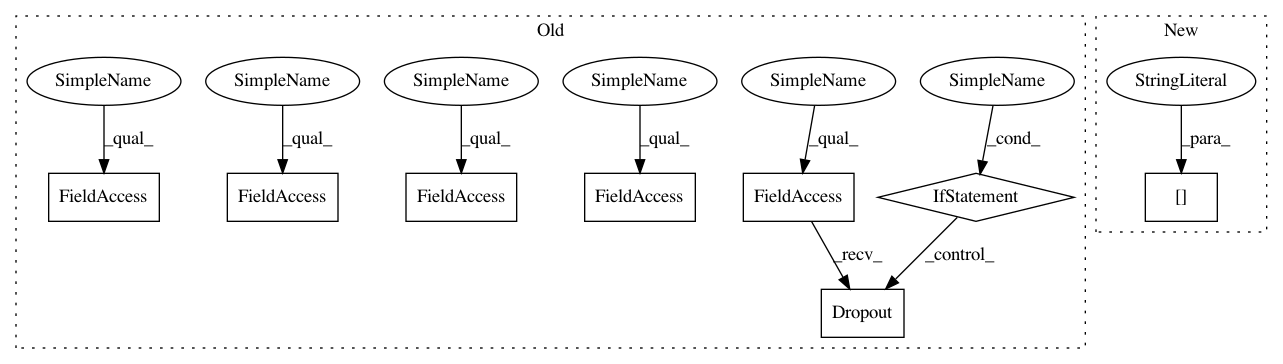 Old
New
SimpleName SimpleName SimpleName SimpleName SimpleName SimpleName StringLiteral
_qual_ _qual_ _qual_ _qual_ _qual_ _cond_ _para_
FieldAccess FieldAccess FieldAccess FieldAccess FieldAccess IfStatement []
_recv_ _control_
Dropout